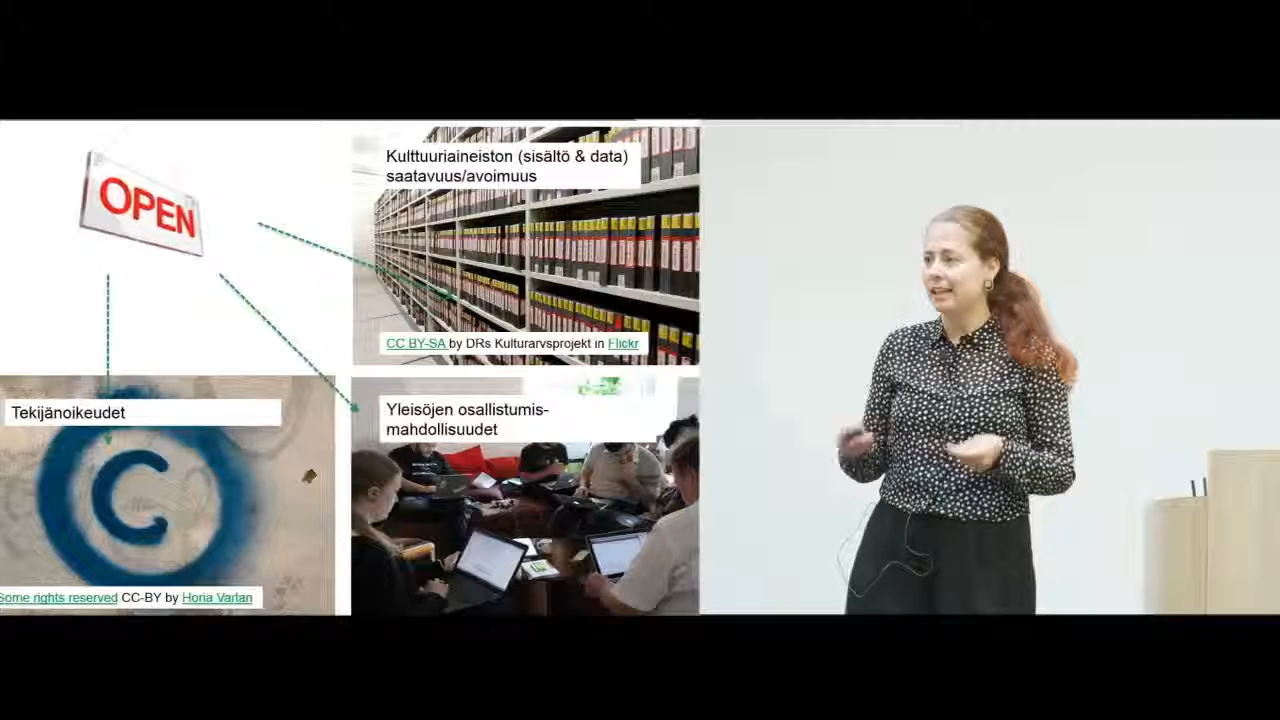 OPEN
Kulttuuriaineiston (sisältö & data)
saatavuus/avoimuus
CC BY-SA by DRs Kulturarvsprojekt in Flickr
Tekijänoikeudet
C
Some rights reserved CC-BY by Horia Varlan
Yleisöjen osallistumis-
mahdollisuudet